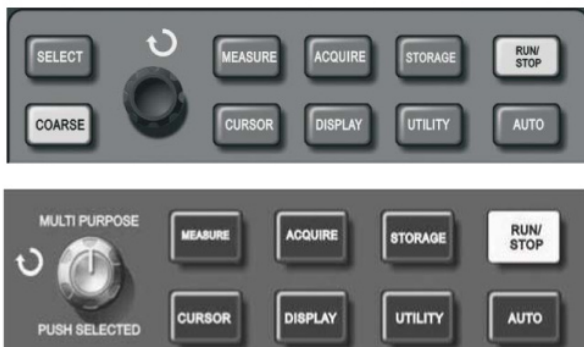 SELECT
MEASURE
ACQUIRE
STORAGE
RUN/
STOP
COARSE
CURSOR
DISPLAY
UTILITY
AUTO
MULTI PURPOSE
MEASURE
ACQUIRE
STORAGE
RUN/
STOP
PUSH SELECTED
CURSOR
DISPLAY
UTILITY
AUTO